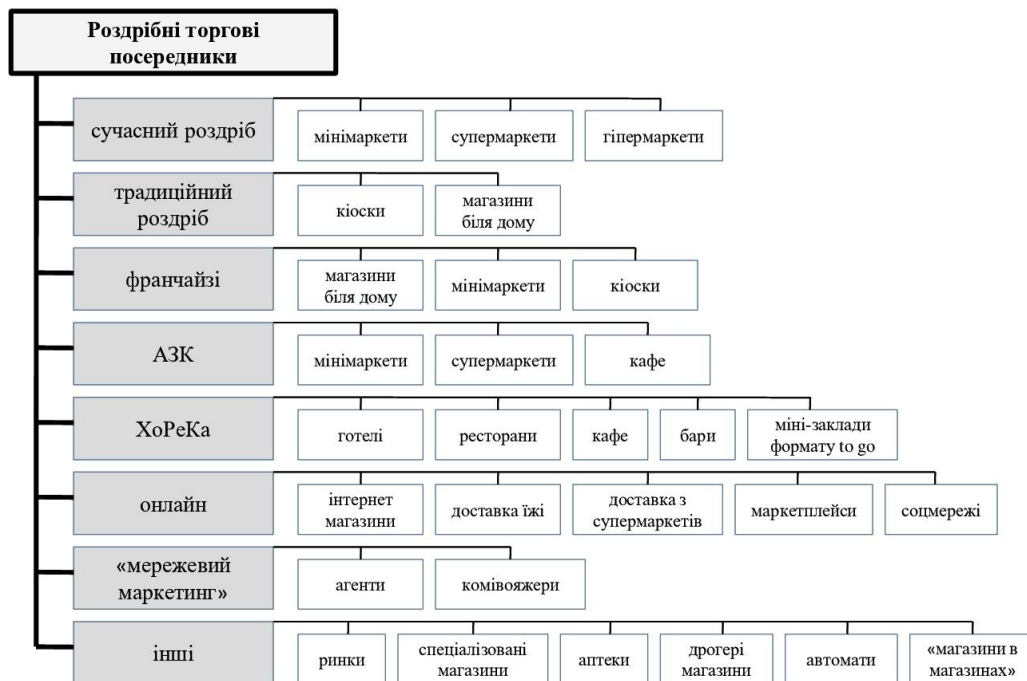 Роздрібні торгові
посередники
сучасний роздріб
мінімаркети
супермаркети
гіпермаркети
традиційний
роздріб
кіоски
магазини
біля дому
франчайзі
магазини
біля дому
мінімаркети
кіоски
АЗК
мінімаркети
супермаркети
кафе
ХоРеКа
готелі
ресторани
кафе
бари
міні-заклади
формату to go
онлайн
інтернет
магазини
доставка їжі
доставка з
супермаркетів
маркетплейси
соцмережі
«мережевий
маркетинг»
агенти
комівояжери
інші
ринки
спеціалізовані
магазини
аптеки
дрогері
магазини
автомати
«магазини в
магазинах»